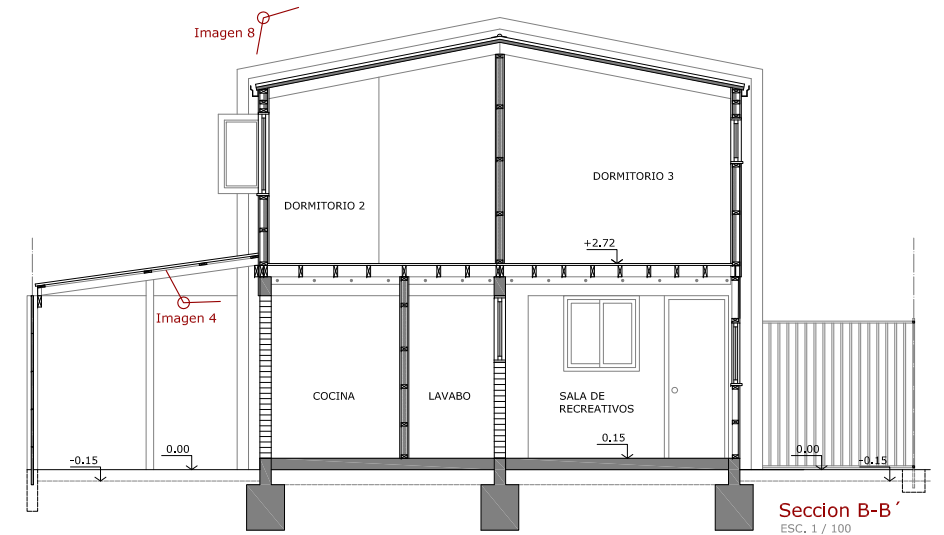 Imagen 8
DORMITORIO 3
DORMITORIO 2
+2.72
Imagen 4
COCINA
LAVABO
SALA DE
RECREATIVOS
0.15
0.00
-0.15
0.00
-0.15
Seccion B-B´
ESC. 1 / 100